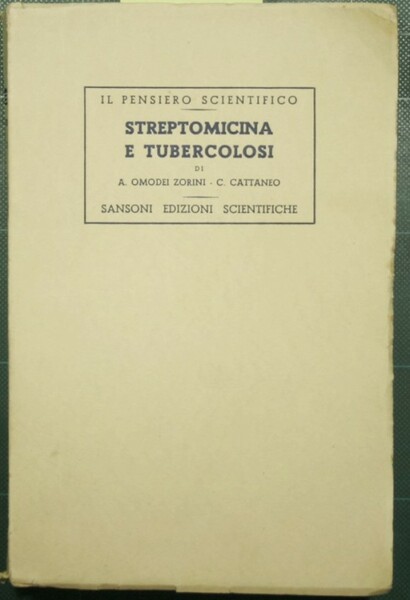 IL PENSIERO SCIENTIFICO
STREPTOMICINA
E TUBERCOLOSI
DI
A. OMODEI ZORINI - C. CATTANEO
SANSONI EDIZIONI SCIENTIFICHE